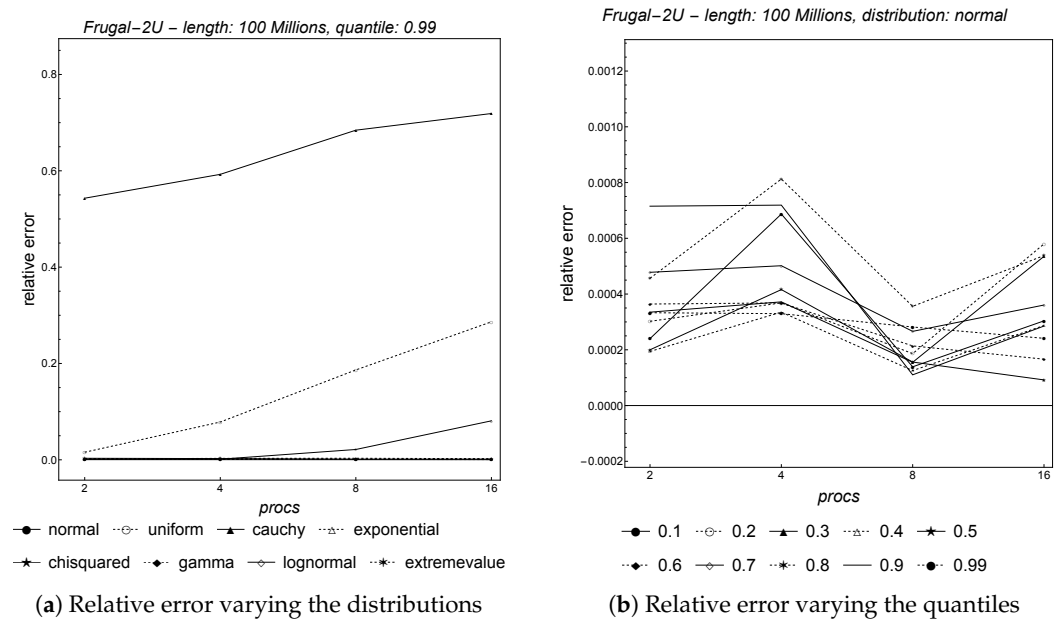 Frugal-2U - length: 100 Millions, quantile: 0.99
0.8
0.6
0.4
0.2
0.0
relative error
2 4 8 16
procs
normal uniform cauchy exponential
chisquared gamma lognormal extremevalue
(a) Relative error varying the distributions
Frugal-2U - length: 100 Millions, distribution: normal
0.0012
0.0010
0.0008
0.0006
0.0004
0.0002
0.0000
-0.0002
relative error
2 4 8 16
procs
0.1 0.2 0.3 0.4 0.5
0.6 0.7 0.8 0.9 0.99
(b) Relative error varying the quantiles